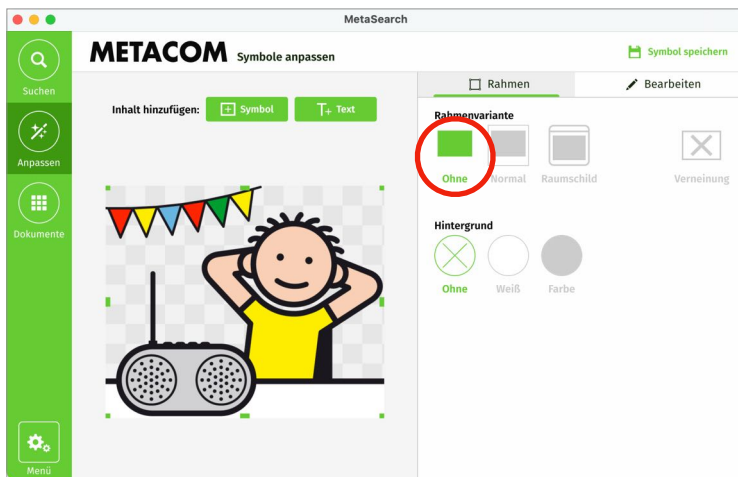 MetaSearch
METACOM Symbole anpassen
Symbol speichern
Suchen
Anpassen
Dokumente
Menü
Inhalt hinzufügen:
Symbol
T+ Text
Rahmen
Bearbeiten
Rahmenvariante
Ohne
Normal
Raumschild
Verneinung
Hintergrund
Ohne
Weiß
Farbe